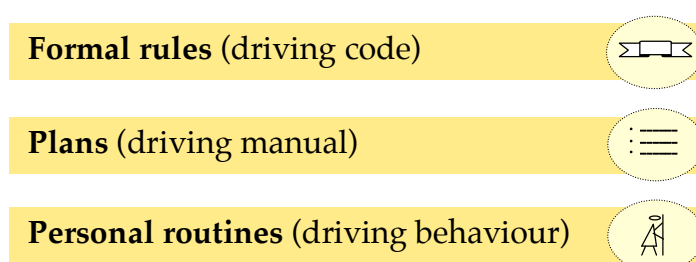 Formal rules (driving code)
Plans (driving manual)
Personal routines (driving behaviour)